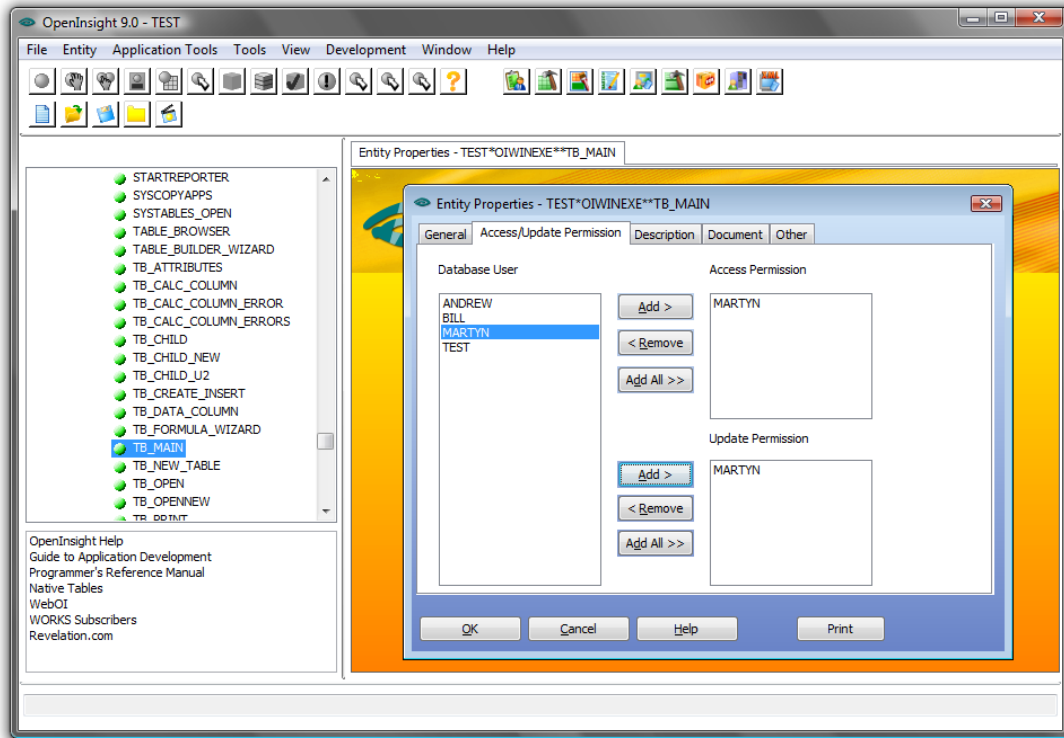 OpenInsight 9.0 - TEST
File Entity Application Tools Tools View Development Window Help
Entity Properties - TEST*OIWINEXE**TB_MAIN
STARTREPORTER
SYSCOPYAPPS
SYSTABLES_OPEN
TABLE_BROWSER
TABLE_BUILDER_WIZARD
TB_ATTRIBUTES
TB_CALC_COLUMN
TB_CALC_COLUMN_ERROR
TB_CALC_COLUMN_ERRORS
TB_CHILD
TB_CHILD_NEW
TB_CHILD_U2
TB_CREATE_INSERT
TB_DATA_COLUMN
TB_FORMULA_WIZARD
TB_MAIN
TB_NEW_TABLE
TB_OPEN
TB_OPENNEW
TB_PRINT
OpenInsight Help
Guide to Application Development
Programmer's Reference Manual
Native Tables
WebOI
WORKS Subscribers
Revelation.com
Entity Properties - TEST*OIWINEXE**TB_MAIN
General Access/Update Permission Description Document Other
Database User
ANDREW
BILL
MARTYN
TEST
Add >
< Remove
Add All >>
Access Permission
MARTYN
Update Permission
Add >
< Remove
Add All >>
MARTYN
OK Cancel Help Print